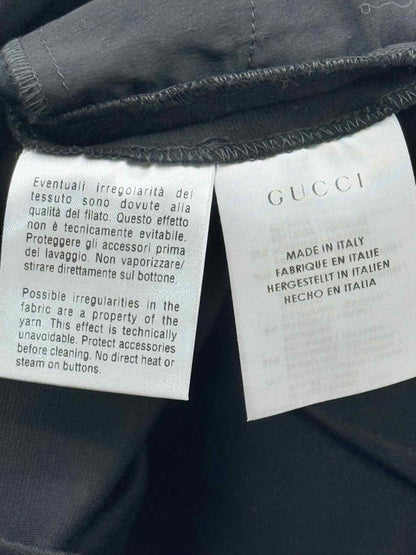 Eventuali irregolarità del
tessuto sono dovute alla
qualità del filato. Questo effetto
non è tecnicamente evitabile.
Proteggere gli accessori prima
del lavaggio. Non vaporizzare/
stirare direttamente sul bottone.
Possible irregularities in the
fabric are a property of the
yarn. This effect is technically
unavoidable. Protect accessories
before cleaning. No direct heat or
steam on buttons.
GUCCI
MADE IN ITALY
FABRIQUE EN ITALIE
HERGESTELLT IN ITALIEN
HECHO EN ITALIA